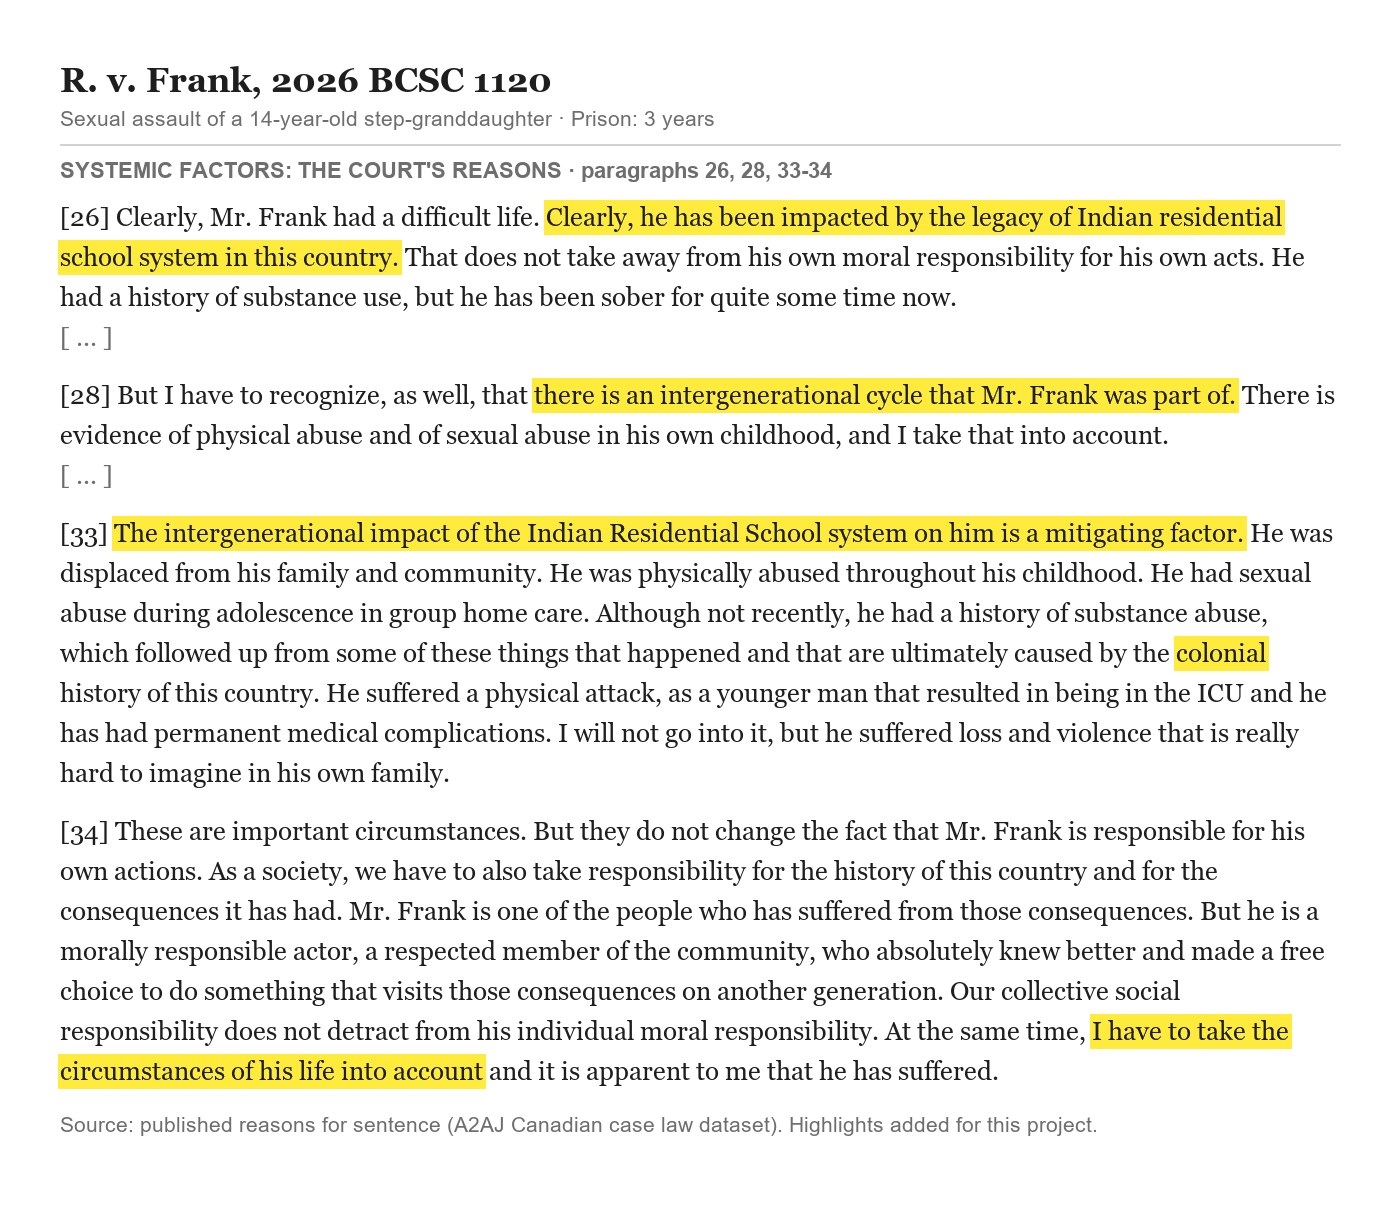 R. v. Frank, 2026 BCSC 1120
Sexual assault of a 14-year-old step-granddaughter · Prison: 3 years
SYSTEMIC FACTORS: THE COURT'S REASONS · paragraphs 26, 28, 33-34
[26] Clearly, Mr. Frank had a difficult life. Clearly, he has been impacted by the legacy of Indian residential
school system in this country. That does not take away from his own moral responsibility for his own acts. He
had a history of substance use, but he has been sober for quite some time now.
[ ... ]
[28] But I have to recognize, as well, that there is an intergenerational cycle that Mr. Frank was part of. There is
evidence of physical abuse and of sexual abuse in his own childhood, and I take that into account.
[ ... ]
[33] The intergenerational impact of the Indian Residential School system on him is a mitigating factor. He was
displaced from his family and community. He was physically abused throughout his childhood. He had sexual
abuse during adolescence in group home care. Although not recently, he had a history of substance abuse,
which followed up from some of these things that happened and that are ultimately caused by the colonial
history of this country. He suffered a physical attack, as a younger man that resulted in being in the ICU and he
has had permanent medical complications. I will not go into it, but he suffered loss and violence that is really
hard to imagine in his own family.
[34] These are important circumstances. But they do not change the fact that Mr. Frank is responsible for his
own actions. As a society, we have to also take responsibility for the history of this country and for the
consequences it has had. Mr. Frank is one of the people who has suffered from those consequences. But he is a
morally responsible actor, a respected member of the community, who absolutely knew better and made a free
choice to do something that visits those consequences on another generation. Our collective social
responsibility does not detract from his individual moral responsibility. At the same time, I have to take the
circumstances of his life into account and it is apparent to me that he has suffered.
Source: published reasons for sentence (A2AJ Canadian case law dataset). Highlights added for this project.